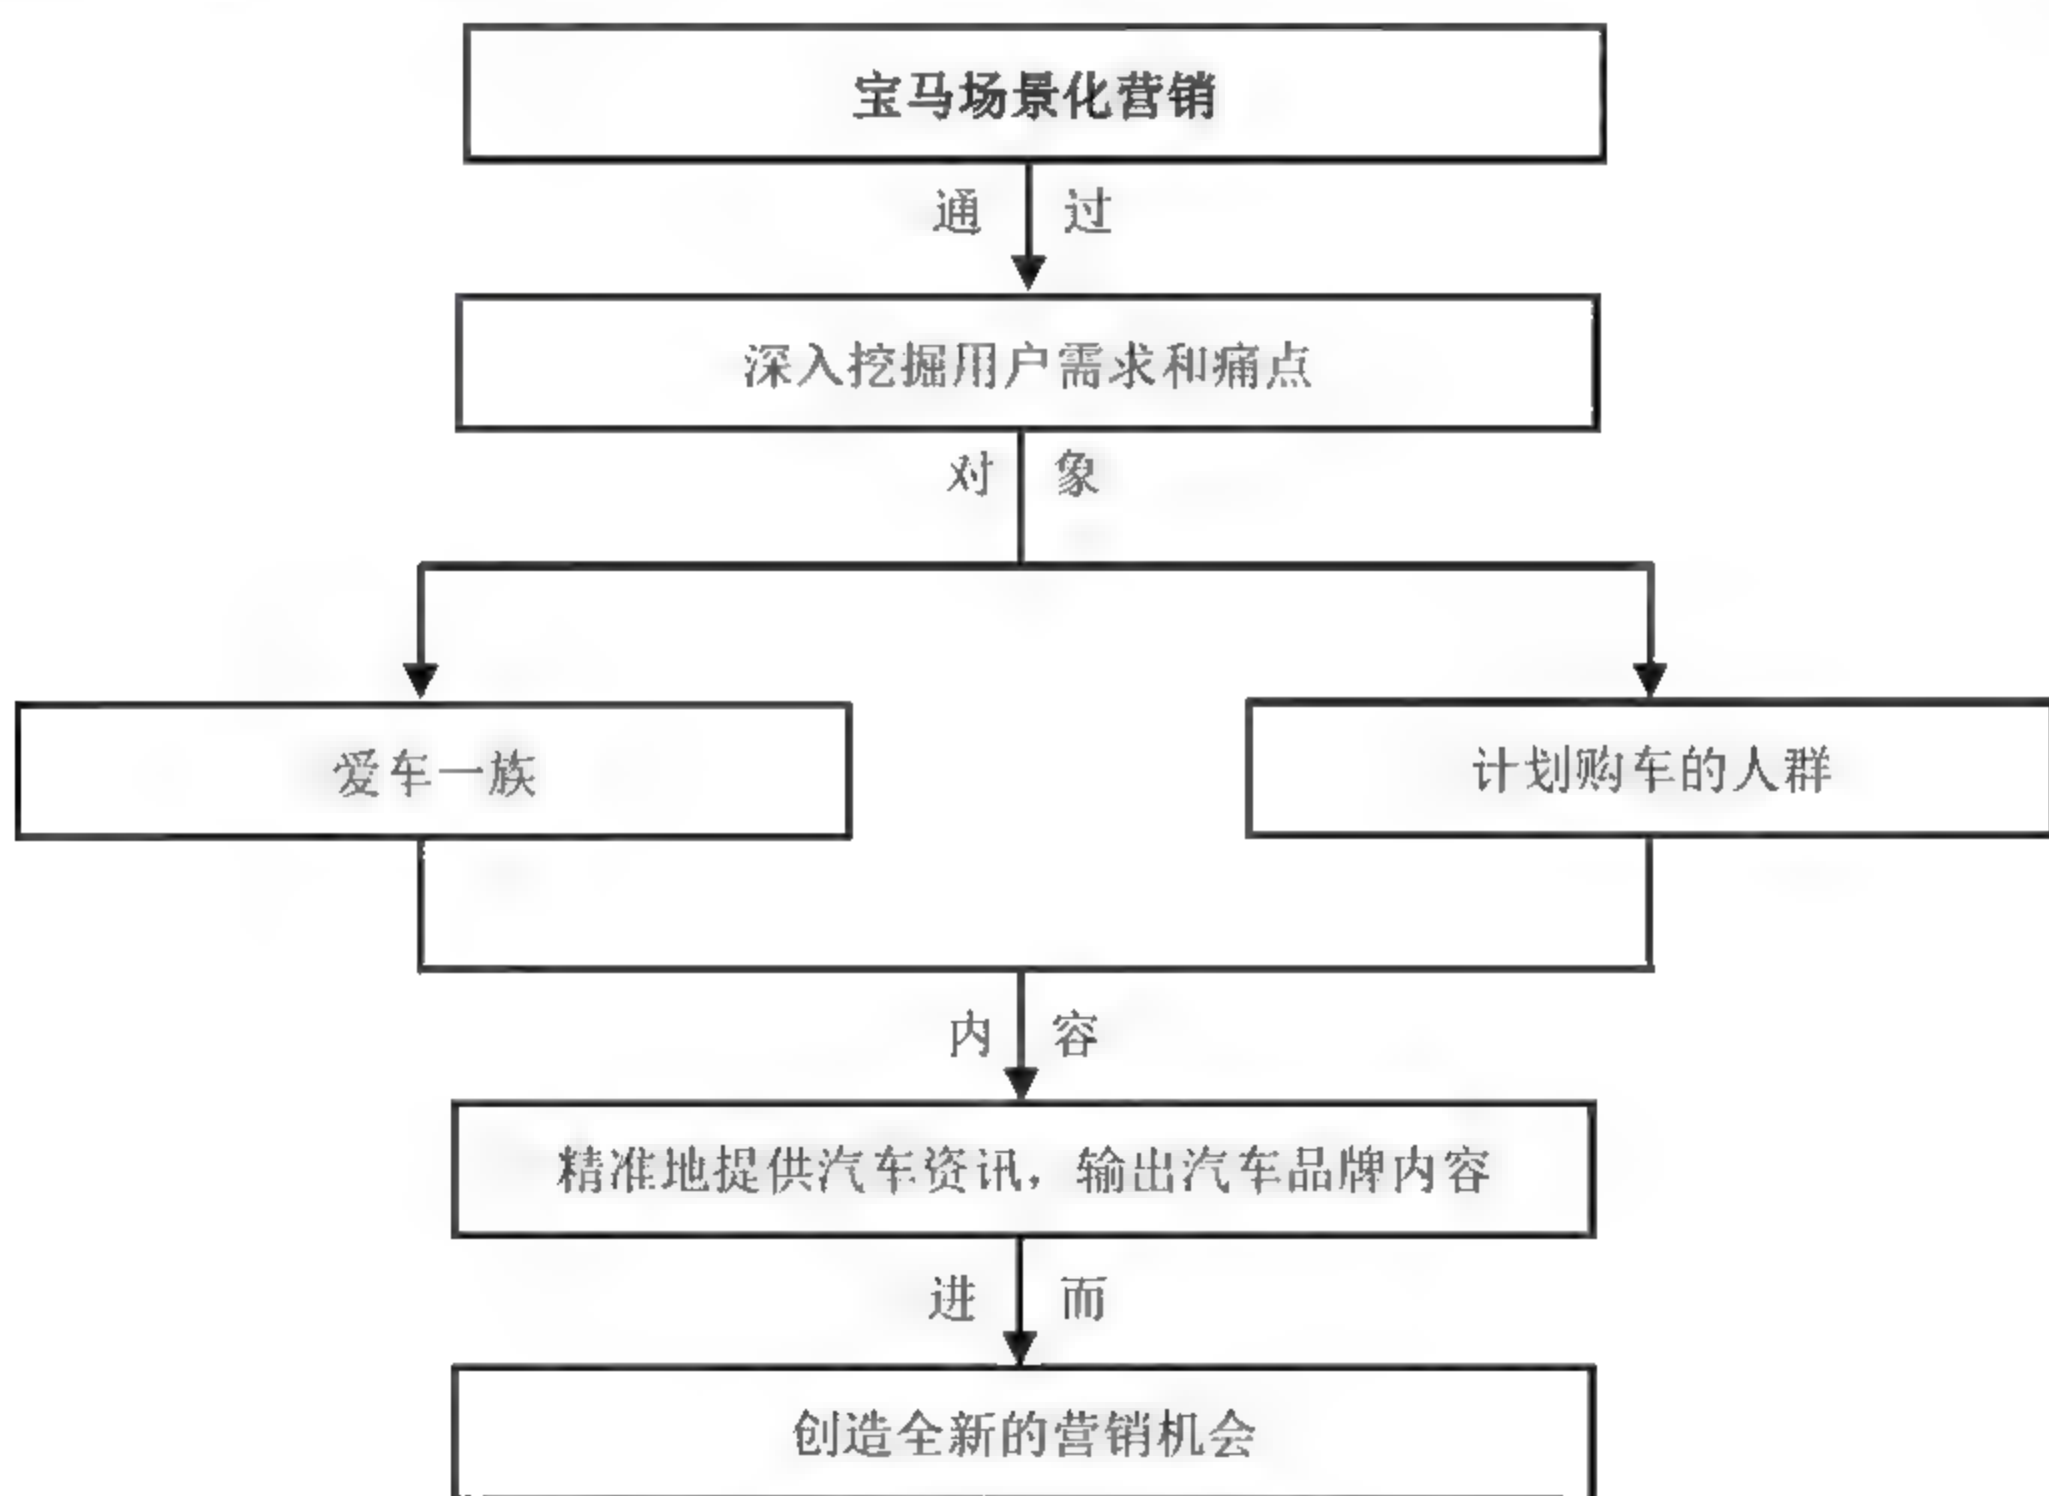 宝马场景化营销
通过
深入挖掘用户需求和痛点
对象
爱车一族
计划购车的人群
内容
精准地提供汽车资讯，输出汽车品牌内容
进而
创造全新的营销机会